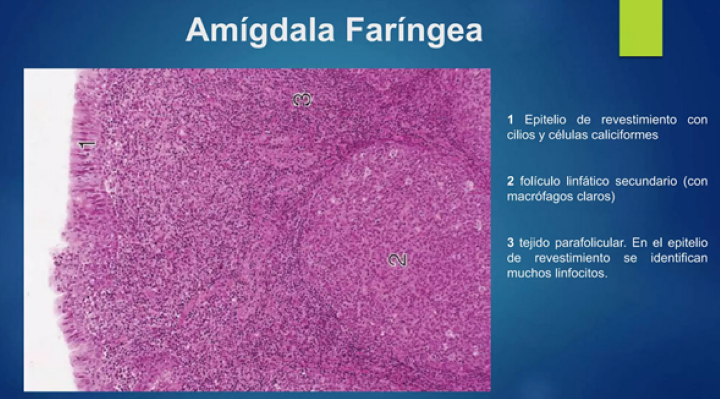 Amígdala Faríngea
1
3
2
1 Epitelio de revestimiento con
cilios y células caliciformes
2 folículo linfático secundario (con
macrófagos claros)
3 tejido parafolicular. En el epitelio
de revestimiento se identifican
muchos linfocitos.